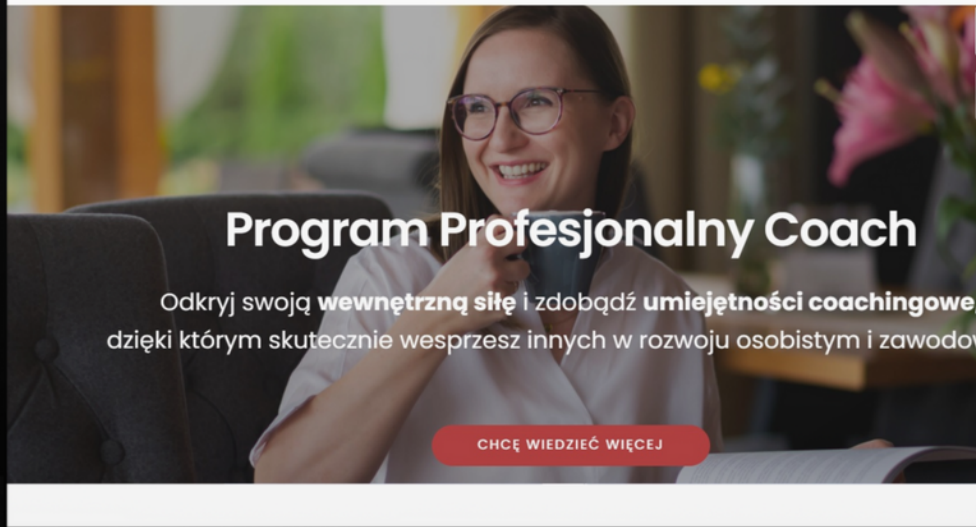 Program Profesjonalny Coach
Odkryj swoją wewnętrzną siłę i zdobądź umiejętności coachingowe
dzięki którym skutecznie wesprzesz innych w rozwoju osobistym i
CHCĘ WIEDZIEĆ WIĘCEJ